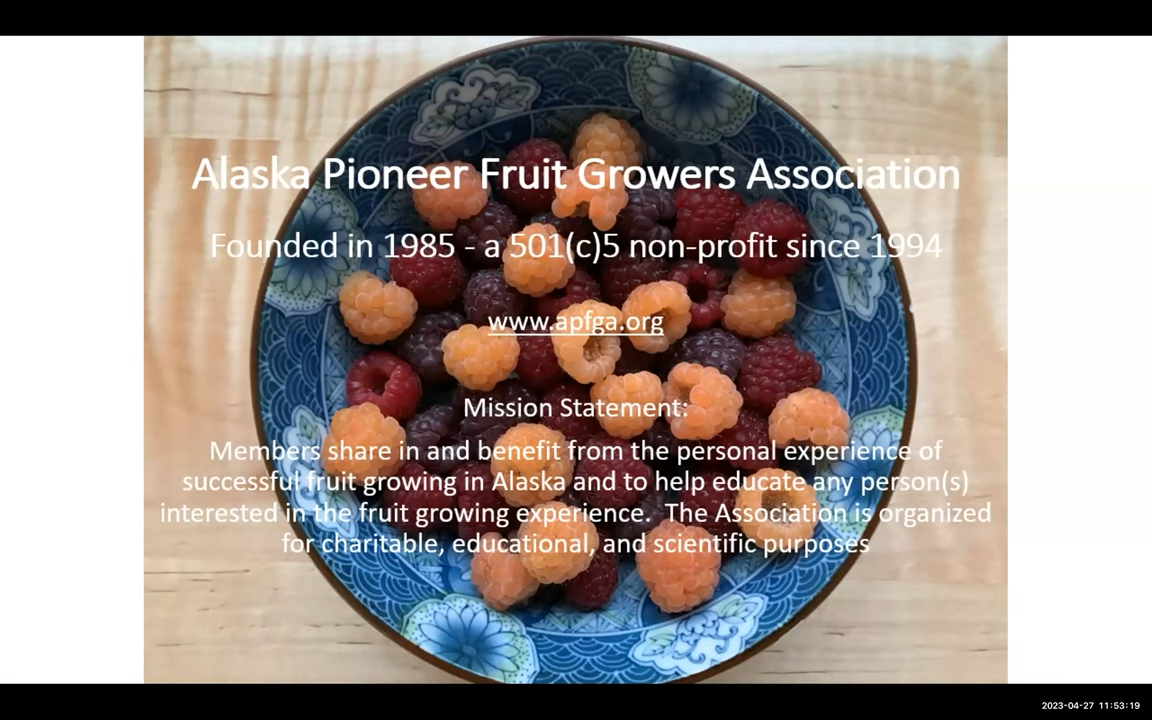 Alaska Pioneer Fruit Growers Association
Founded in 1985 - a 501(c)5 non-profit since 1994
www.apfga.org
Mission Statement:
Members share in and benefit from the personal experience of
successful fruit growing in Alaska and to help educate any person(s)
interested in the fruit growing experience.  The Association is organized
for charitable, educational, and scientific purposes
2023-04-27 11:53:19